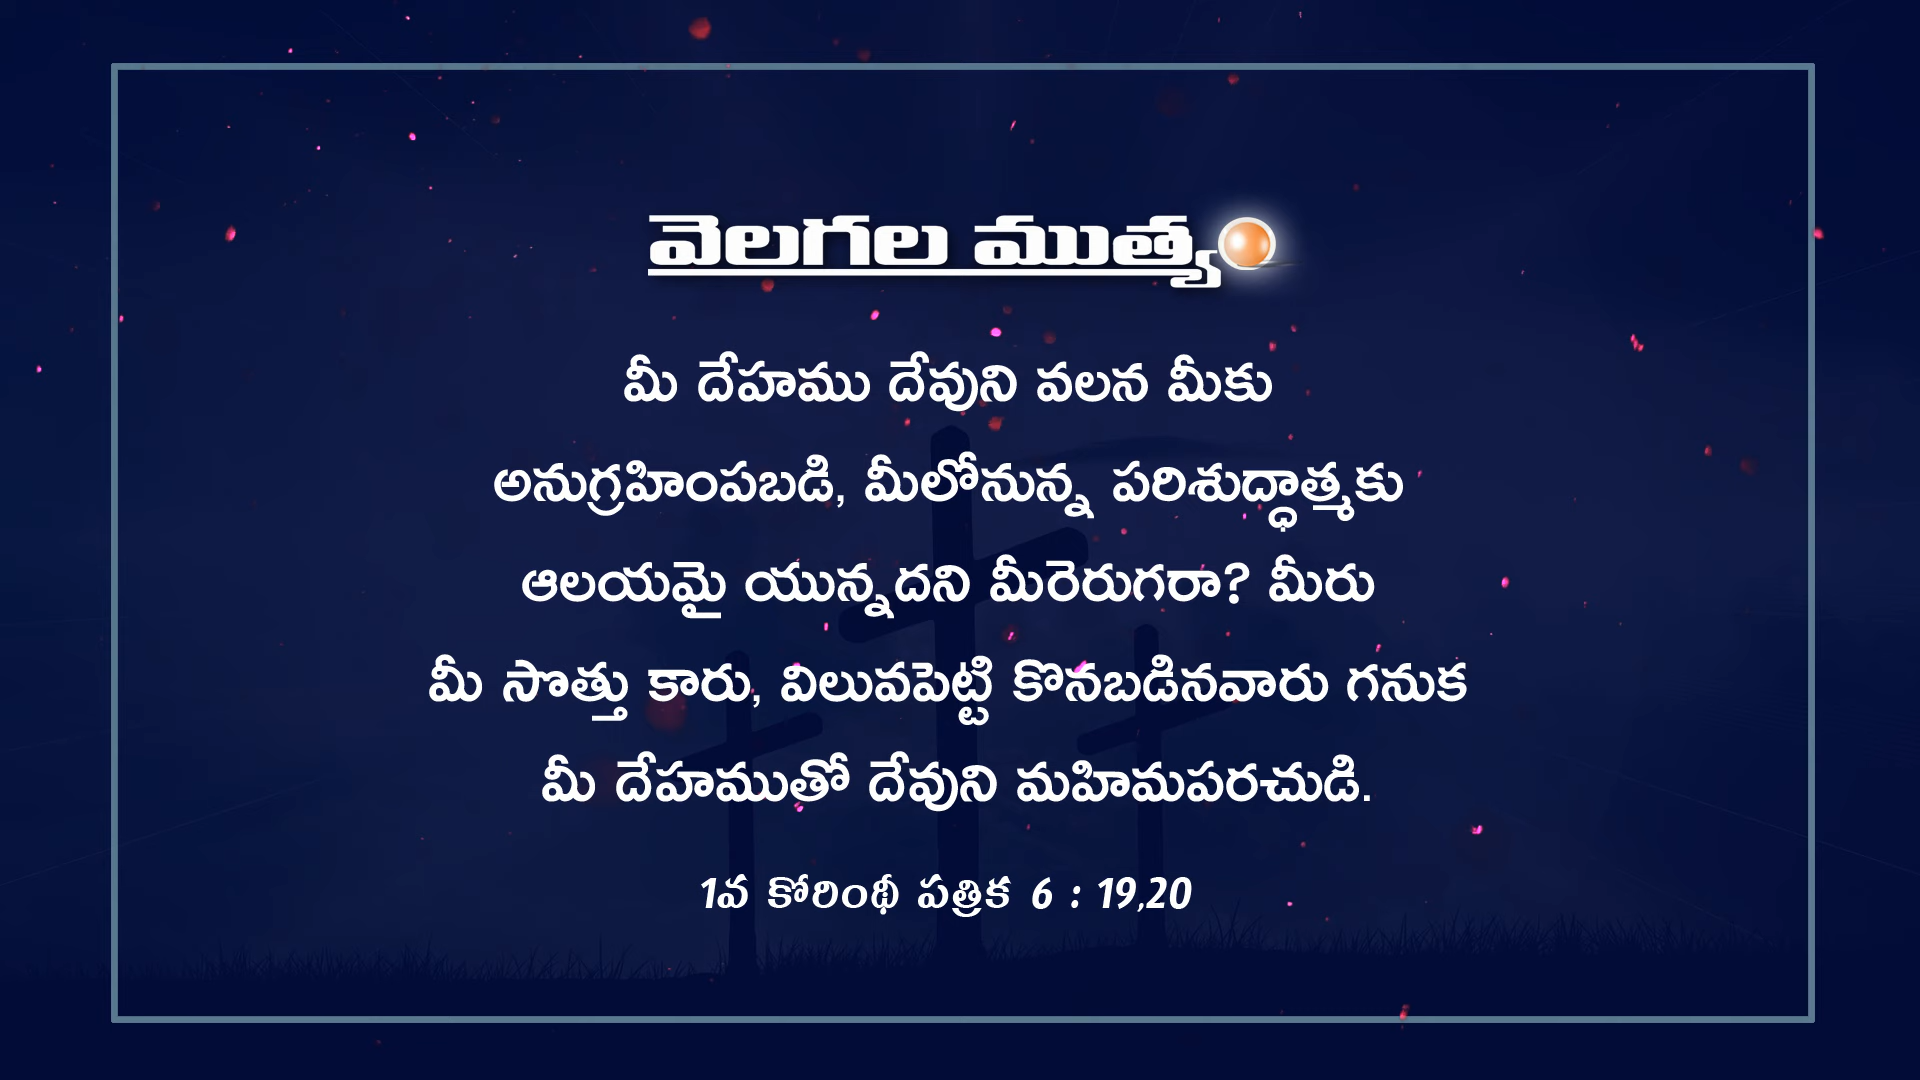 వెలగల ముత్యం
మీ దేహము దేవుని వలన మీకు
అనుగ్రహింపబడి, మీలోనున్న పరిశుద్ధాత్మకు
ఆలయమై యున్నదని మీరెరుగరా? మీరు
మీ సొత్తు కారు, విలువపెట్టి కొనబడినవారు గనుక
మీ దేహముతో దేవుని మహిమపరచుడి.
1వ కోరింథీ పత్రిక 6 : 19,20